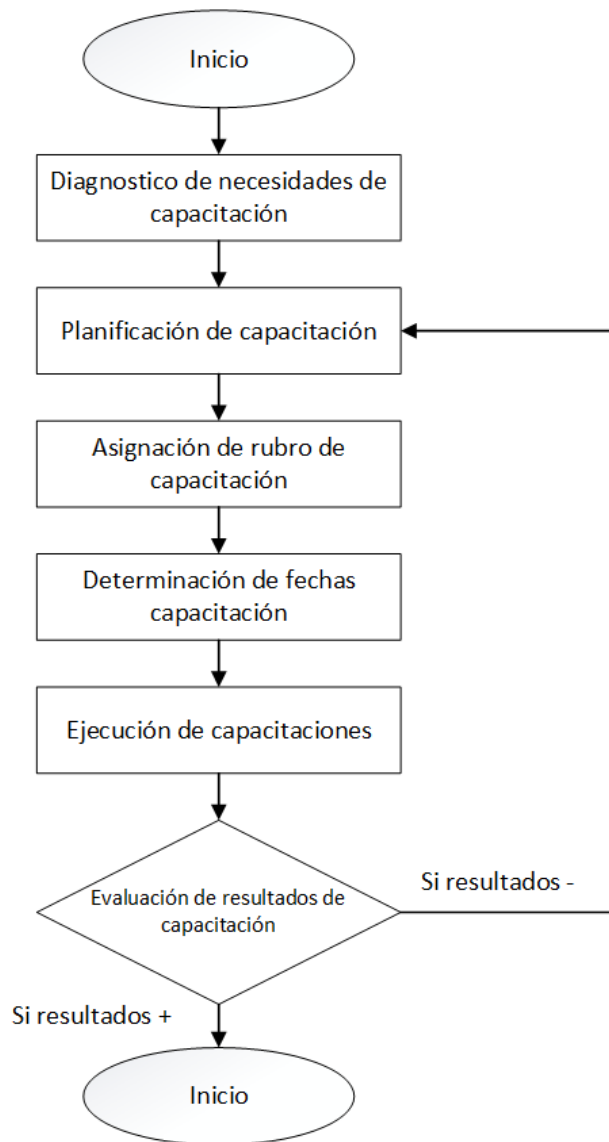 Inicio
Diagnostico de necesidades de
capacitación
Planificación de capacitación
Asignación de rubro de
capacitación
Determinación de fechas
capacitación
Ejecución de capacitaciones
Evaluación de resultados de
capacitación
Si resultados -
Si resultados +
Inicio